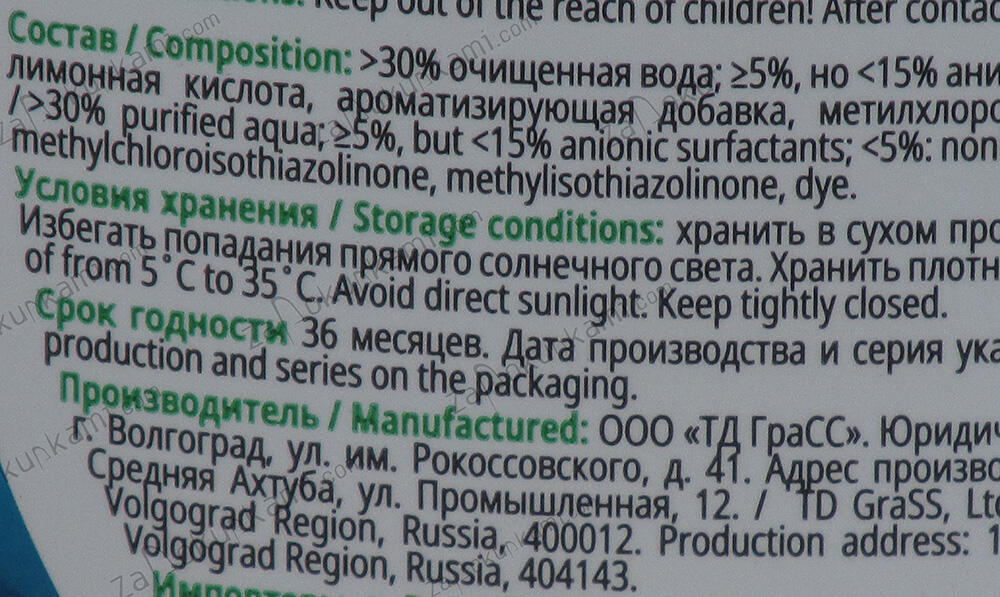 Keep out of the reach of children! After contac
Состав / Composition: >30% очищенная вода; ≥5%, но <15% ани
лимонная кислота, ароматизирующая добавка, метилхлоро
/ >30% purified aqua; ≥5%, but <15% anionic surfactants; <5%: non
methylchloroisothiazolinone, methylisothiazolinone, dye.
Условия хранения / Storage conditions: хранить в сухом про
Избегать попадания прямого солнечного света. Хранить плотн
of from 5°C to 35°C. Avoid direct sunlight. Keep tightly closed.
Срок годности 36 месяцев. Дата производства и серия ука
production and series on the packaging.
Производитель / Manufactured: ООО «ТД ГраСС». Юридич
г. Волгоград, ул. им. Рокоссовского, д. 41. Адрес произво
Средняя Ахтуба, ул. Промышленная, 12. / TD GraSS, Ltd
Volgograd Region, Russia, 400012. Production address: 1
Volgograd Region, Russia, 404143.